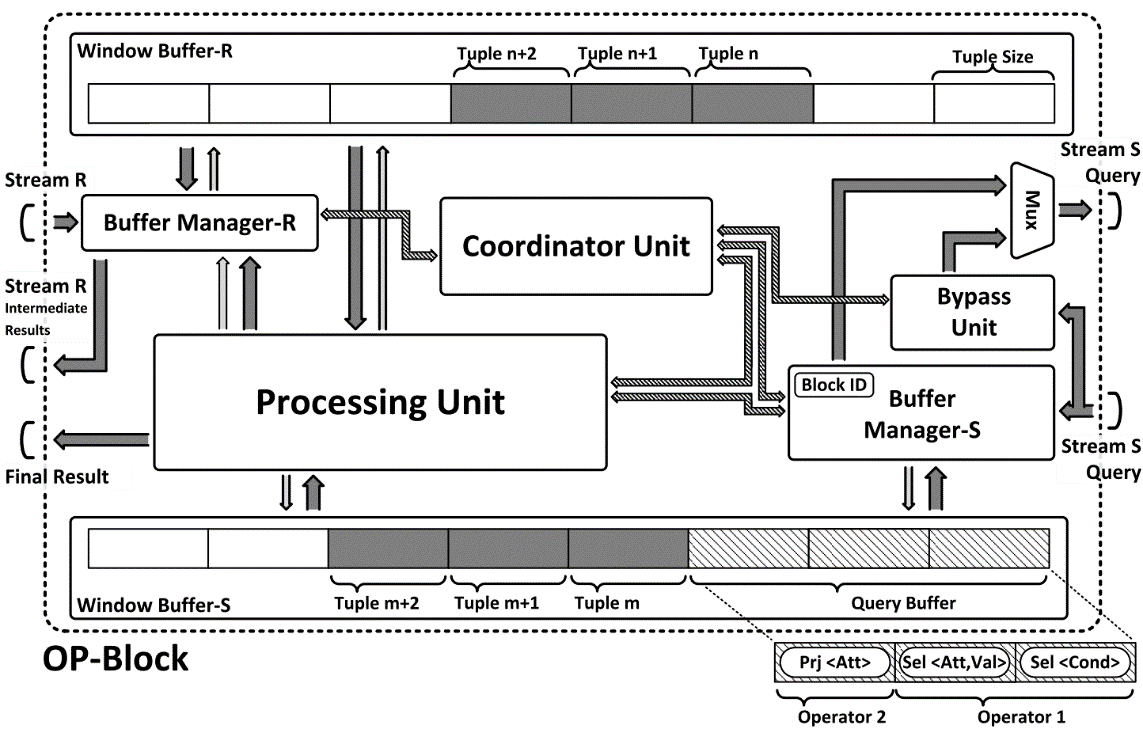 Window Buffer-R
Tuple n+2
Tuple n+1
Tuple n
Tuple Size
Stream R
Buffer Manager-R
Coordinator Unit
Mux
Stream S
Query
Stream R
Intermediate
Results
Bypass
Unit
Processing Unit
Block ID
Buffer
Manager-S
Stream S
Query
Final Result
Window Buffer-S
Tuple m+2
Tuple m+1
Tuple m
Query Buffer
OP-Block
Prj <Att>
Sel <Att,Val>
Sel <Cond>
Operator 2
Operator 1